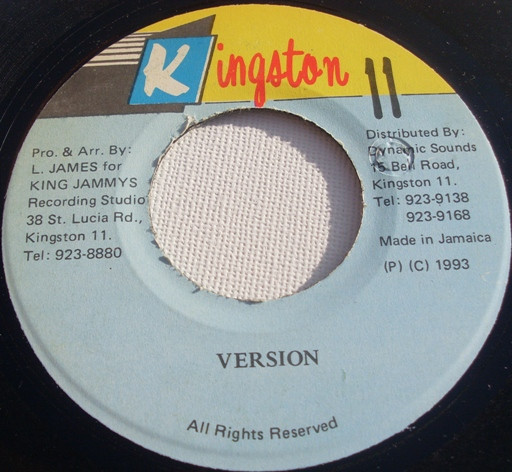 Kingston 11
Pro. & Arr. By:
L. JAMES for
KING JAMMYS
Recording Studio
38 St. Lucia Rd.,
Kingston 11.
Tel: 923-8880
Distributed By:
Dynamic Sounds
15 Bell Road,
Kingston 11.
Tel: 923-9138
923-9168
Made in Jamaica
(P) (C) 1993
VERSION
All Rights Reserved